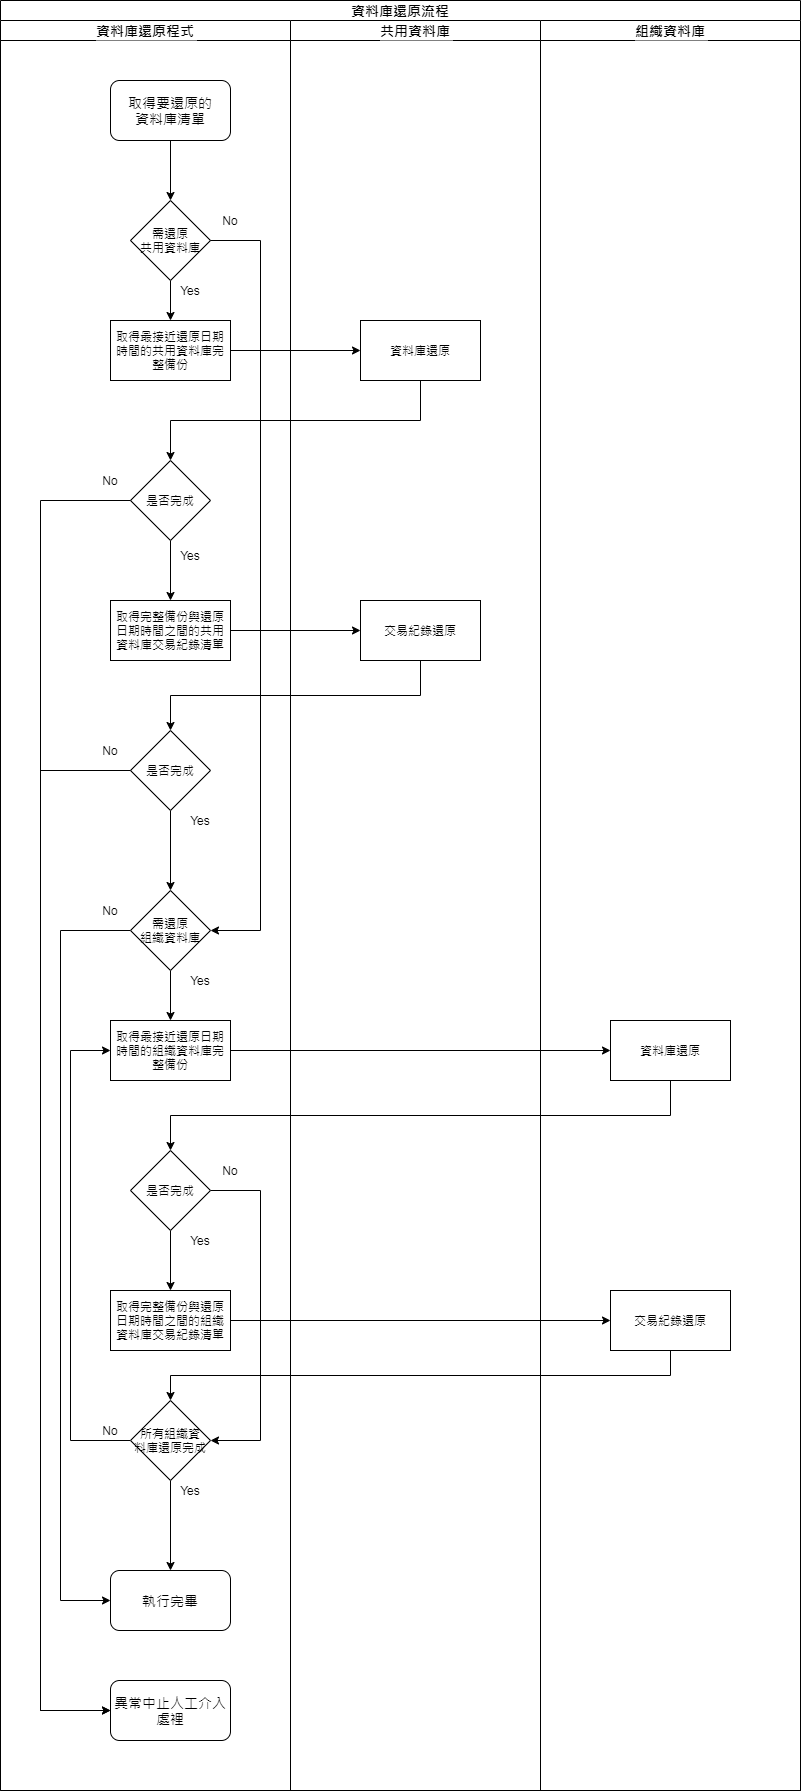 資料庫還原流程
資料庫還原程式
共用資料庫
組織資料庫
取得要還原的
資料庫清單
需還原
共用資料庫
No
Yes
取得最接近還原日期
時間的共用資料庫完
整備份
資料庫還原
No
是否完成
Yes
取得完整備份與還原
日期時間之間的共用
資料庫交易紀錄清單
交易紀錄還原
No
是否完成
Yes
No
需還原
組織資料庫
Yes
取得最接近還原日期
時間的組織資料庫完
整備份
資料庫還原
No
是否完成
Yes
取得完整備份與還原
日期時間之間的組織
資料庫交易紀錄清單
交易紀錄還原
No
所有組織資
料庫還原完成
Yes
執行完畢
異常中止人工介入
處裡